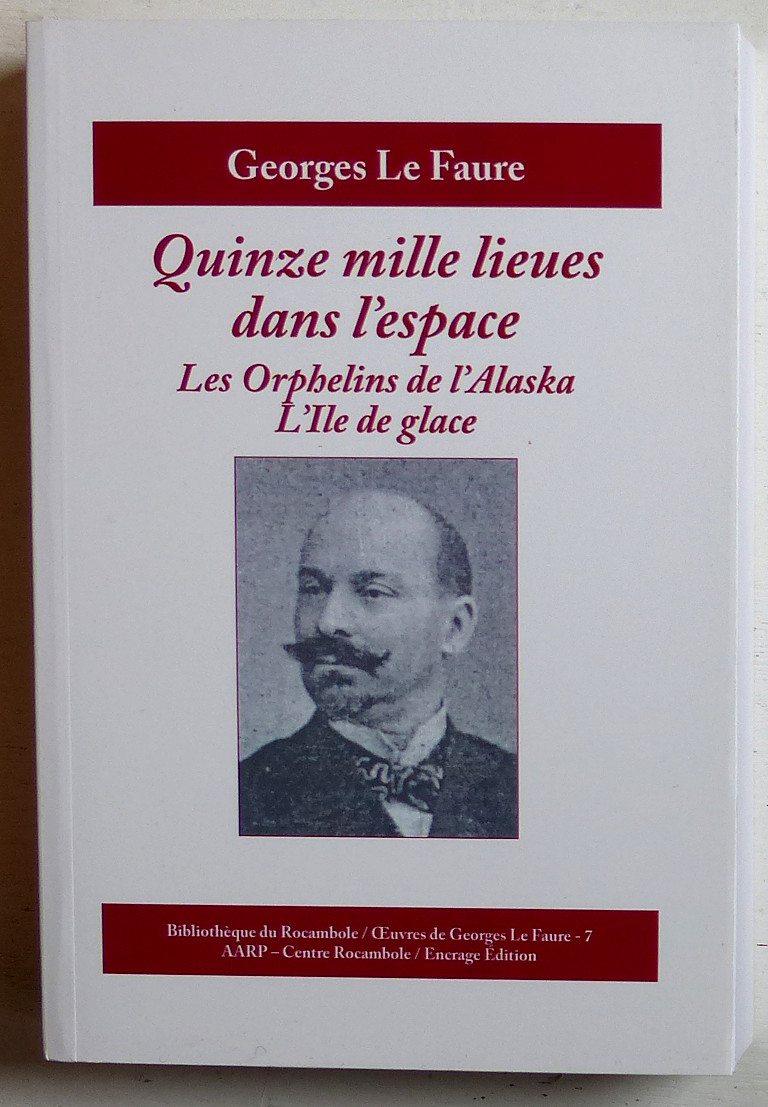 Georges Le Faure
Quinze mille lieues
dans l'espace
Les Orphelins de l'Alaska
L'Ile de glace
Bibliothèque du Rocambole / Œuvres de Georges Le Faure - 7
AARP – Centre Rocambole / Encrage Édition